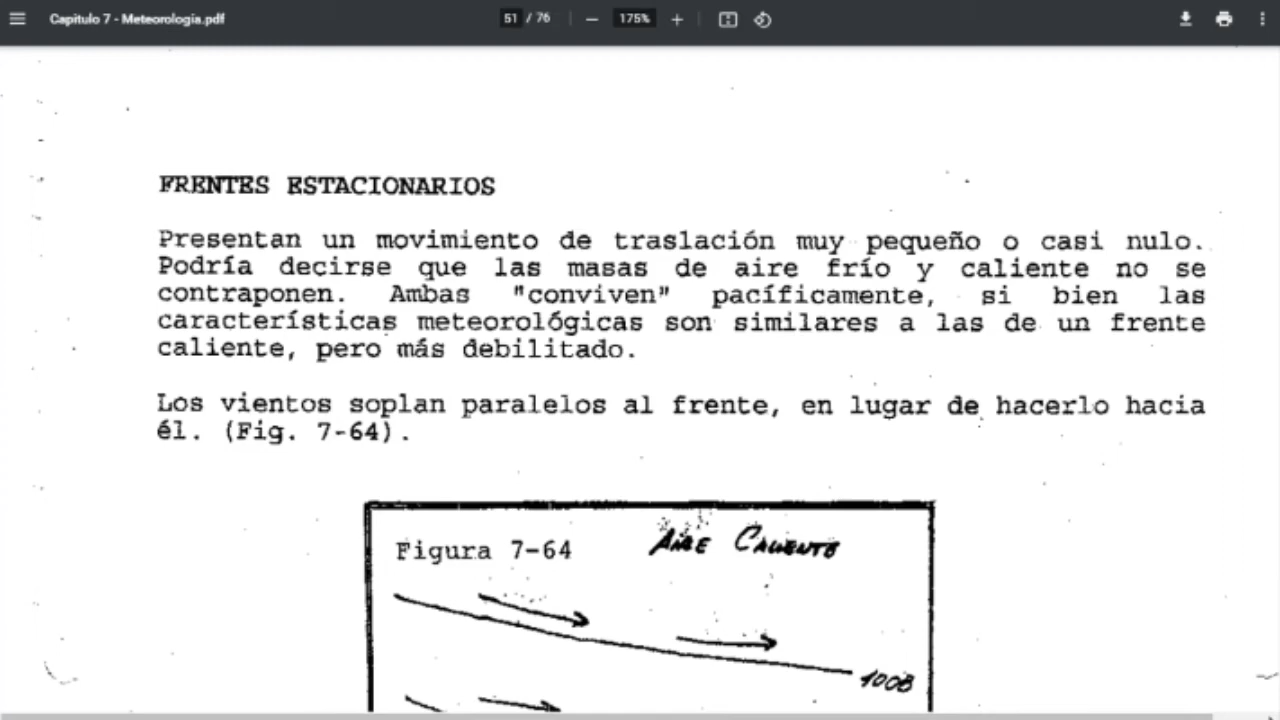 Capitulo 7 - Meteorologia.pdf
51 / 76
175%
FRENTES ESTACIONARIOS
Presentan un movimiento de traslación muy pequeño o casi nulo.
Podría decirse que las masas de aire frío y caliente no se
contraponen. Ambas "conviven" pacíficamente, si bien las
características meteorológicas son similares a las de un frente
caliente, pero más debilitado.
Los vientos soplan paralelos al frente, en lugar de hacerlo hacia
él. (Fig. 7-64).
Figura 7-64
AIRE CALIENTE
1008